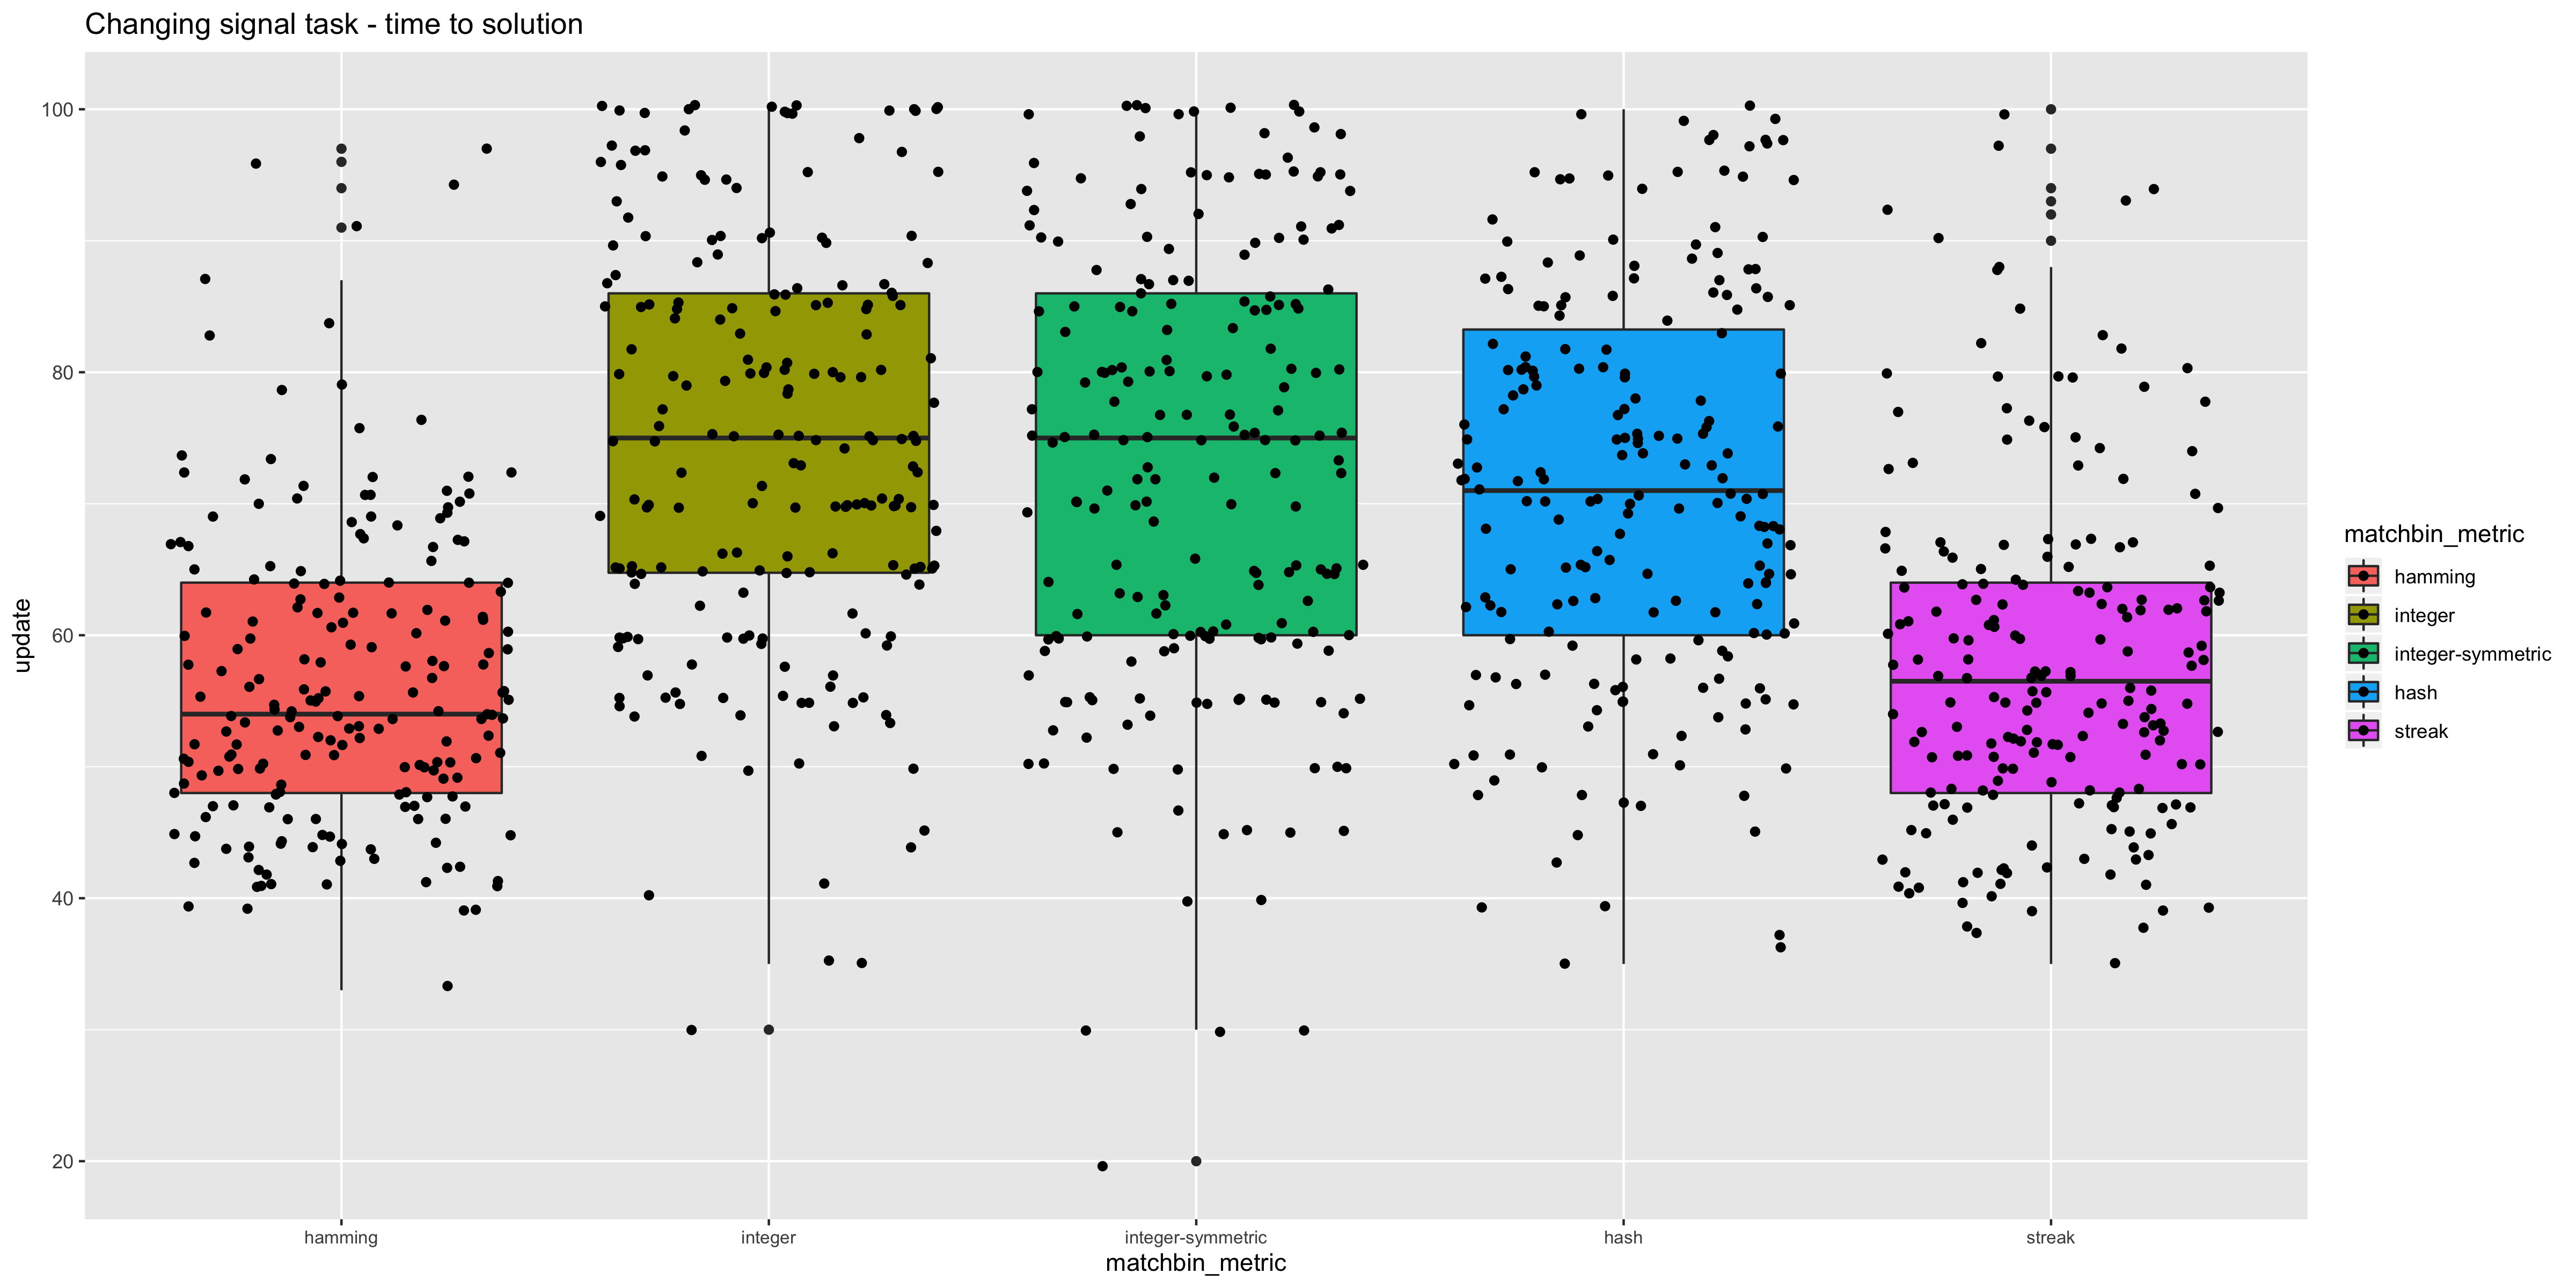 Changing signal task - time to solution
100
80
60
40
20
update
hamming
integer
integer-symmetric
hash
streak
matchbin_metric
matchbin_metric
hamming
integer
integer-symmetric
hash
streak